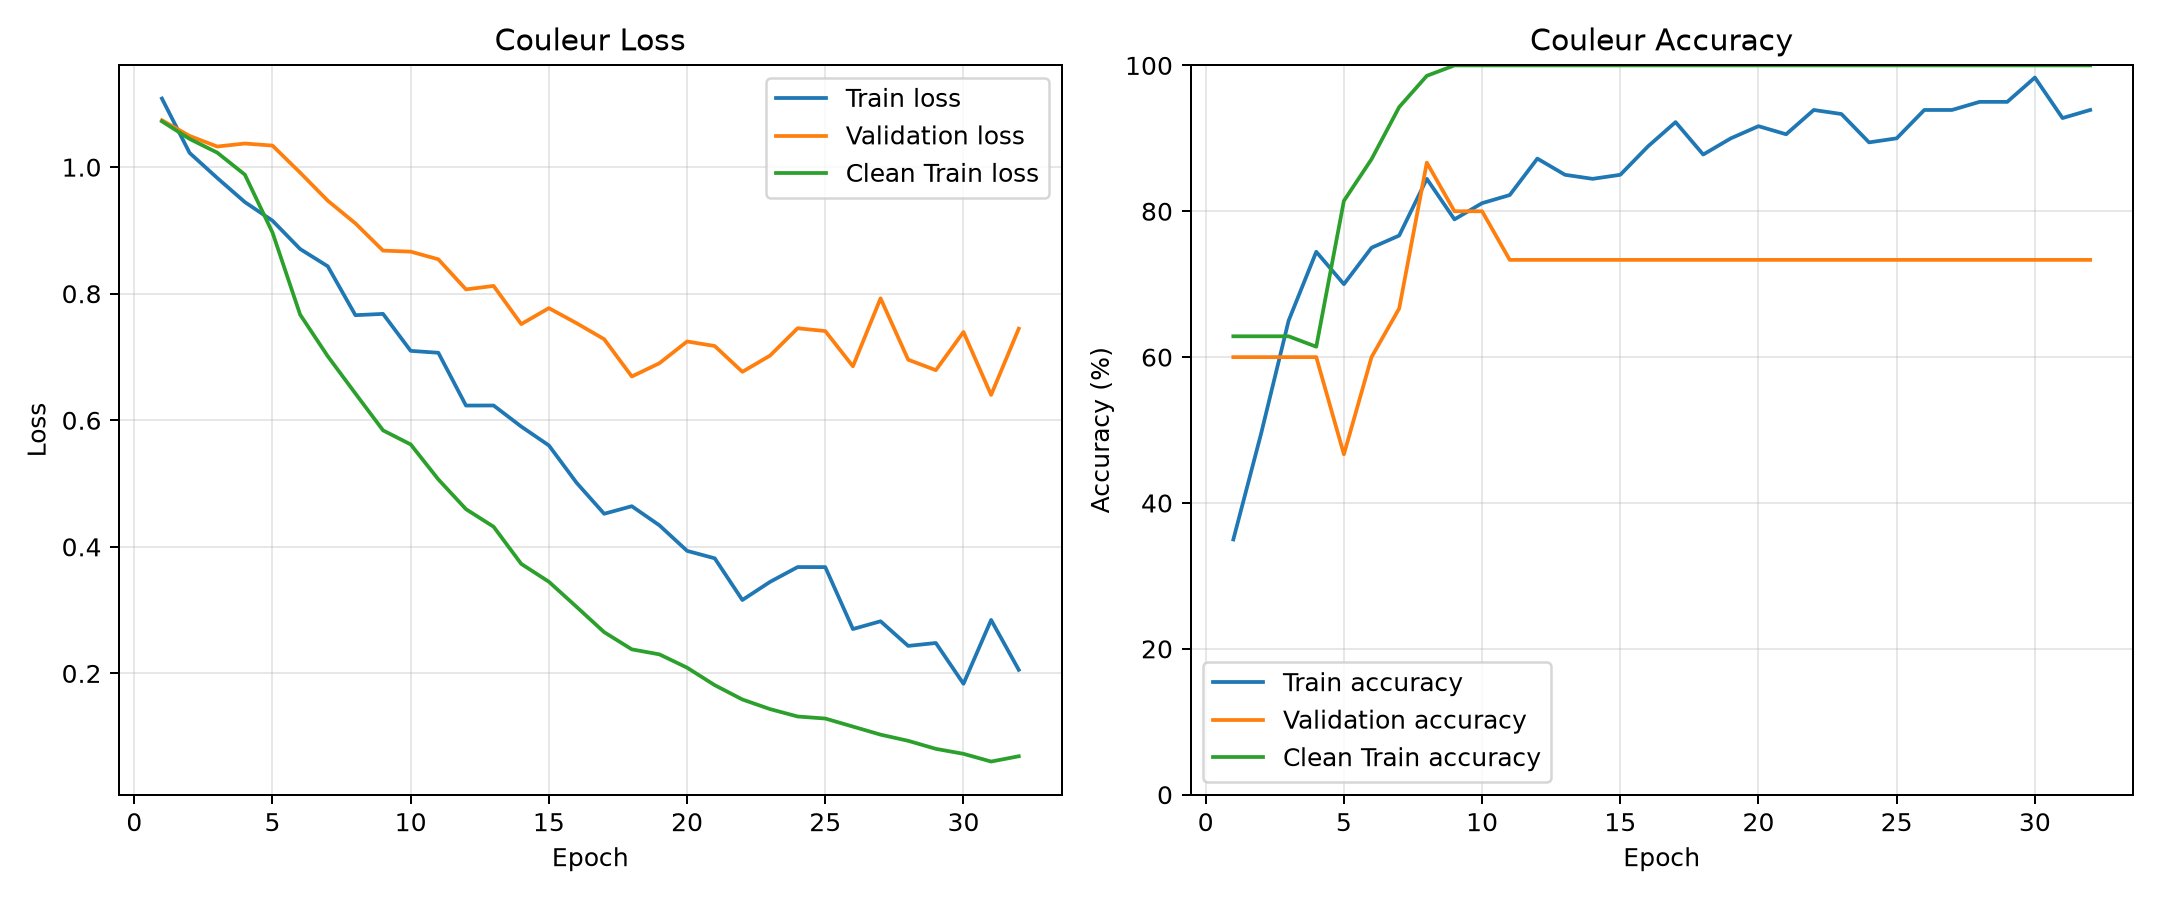 Couleur Loss
Train loss
Validation loss
Clean Train loss
1.0
0.8
0.6
0.4
0.2
Loss
0 5 10 15 20 25 30
Epoch
Couleur Accuracy
100
80
60
40
20
0
Accuracy (%)
Train accuracy
Validation accuracy
Clean Train accuracy
0 5 10 15 20 25 30
Epoch